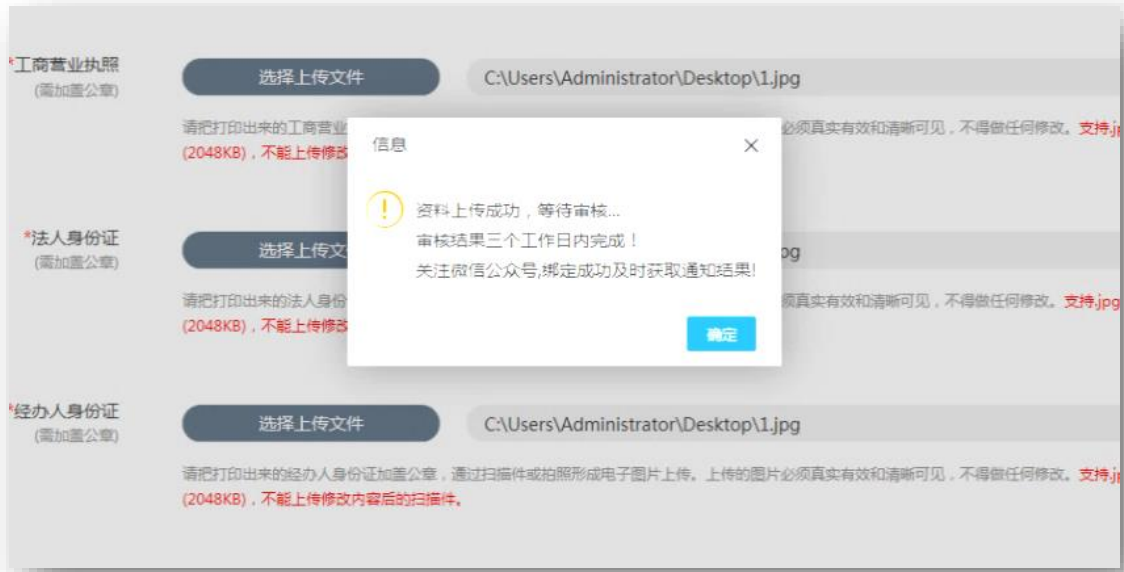 *工商营业执照
(需加盖公章)
选择上传文件
C:\Users\Administrator\Desktop\1.jpg
请把打印出来的工商营业
必须真实有效和清晰可见，不得做任何修改。支持.j
(2048KB)，不能上传修改
信息
资料上传成功，等待审核...
审核结果三个工作日内完成！
关注微信公众号,绑定成功及时获取通知结果!
确定
*法人身份证
(需加盖公章)
选择上传文
pg
请把打印出来的法人身份
须真实有效和清晰可见，不得做任何修改。支持.jpg
(2048KB)，不能上传修改
*经办人身份证
(需加盖公章)
选择上传文件
C:\Users\Administrator\Desktop\1.jpg
请把打印出来的经办人身份证加盖公章，通过扫描件或拍照形成电子图片上传。上传的图片必须真实有效和清晰可见，不得做任何修改。支持.j
(2048KB)，不能上传修改内容后的扫描件。